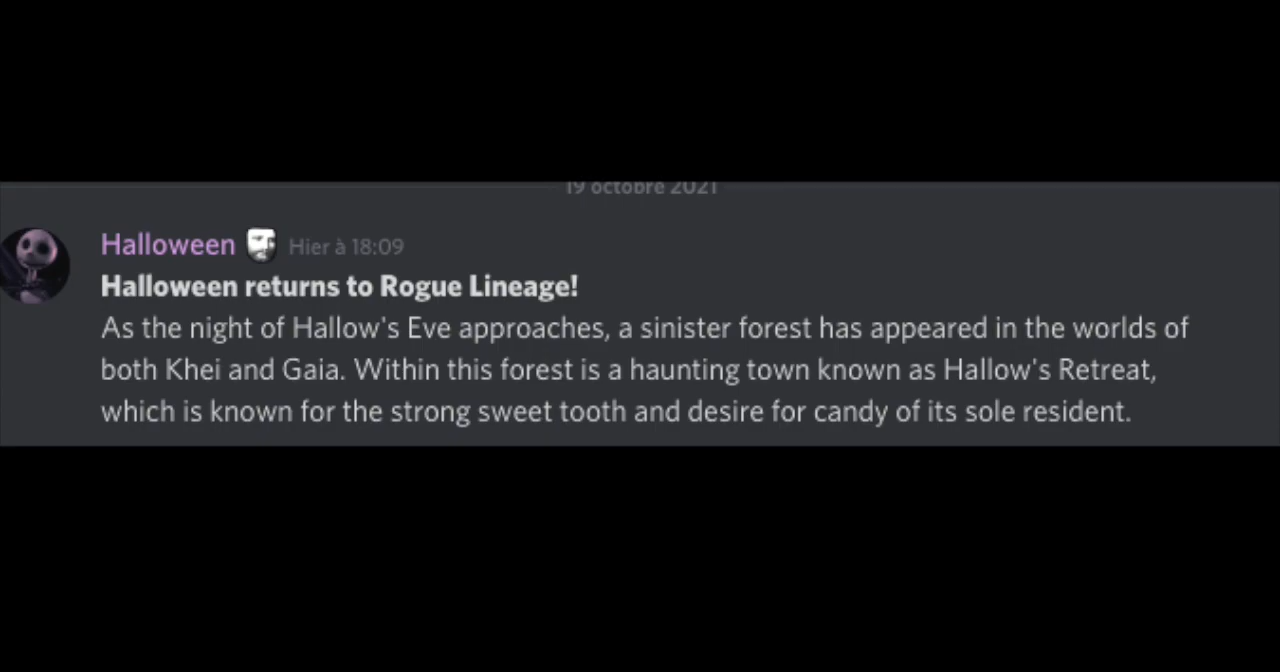 19 octobre 2021
Halloween Hier à 18:09
Halloween returns to Rogue Lineage!
As the night of Hallow's Eve approaches, a sinister forest has appeared in the worlds of
both Khei and Gaia. Within this forest is a haunting town known as Hallow's Retreat,
which is known for the strong sweet tooth and desire for candy of its sole resident.